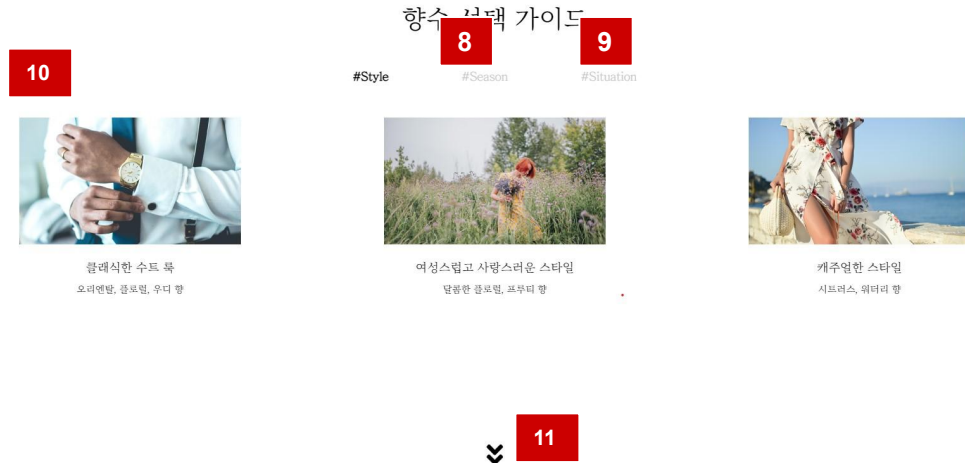 향수 선택 가이드
8
9
10
#Style #Season #Situation
클래식한 수트 룩
오리엔탈, 플로럴, 우디 향
여성스럽고 사랑스러운 스타일
달콤한 플로럴, 프루티 향
캐주얼한 스타일
시트러스, 워터리 향
11